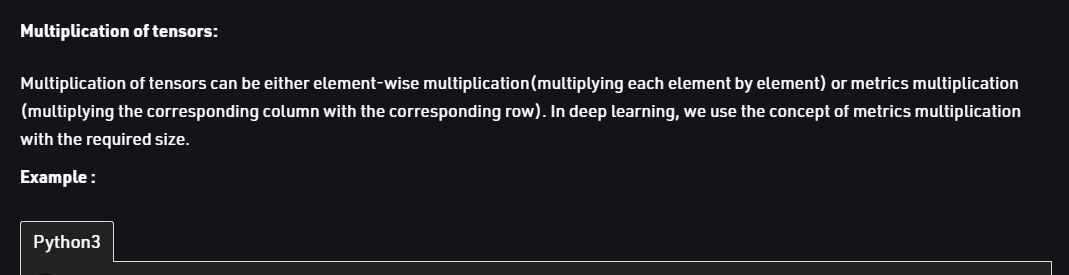 Multiplication of tensors:
Multiplication of tensors can be either element-wise multiplication(multiplying each element by element) or metrics multiplication
(multiplying the corresponding column with the corresponding row). In deep learning, we use the concept of metrics multiplication
with the required size.
Example :
Python3